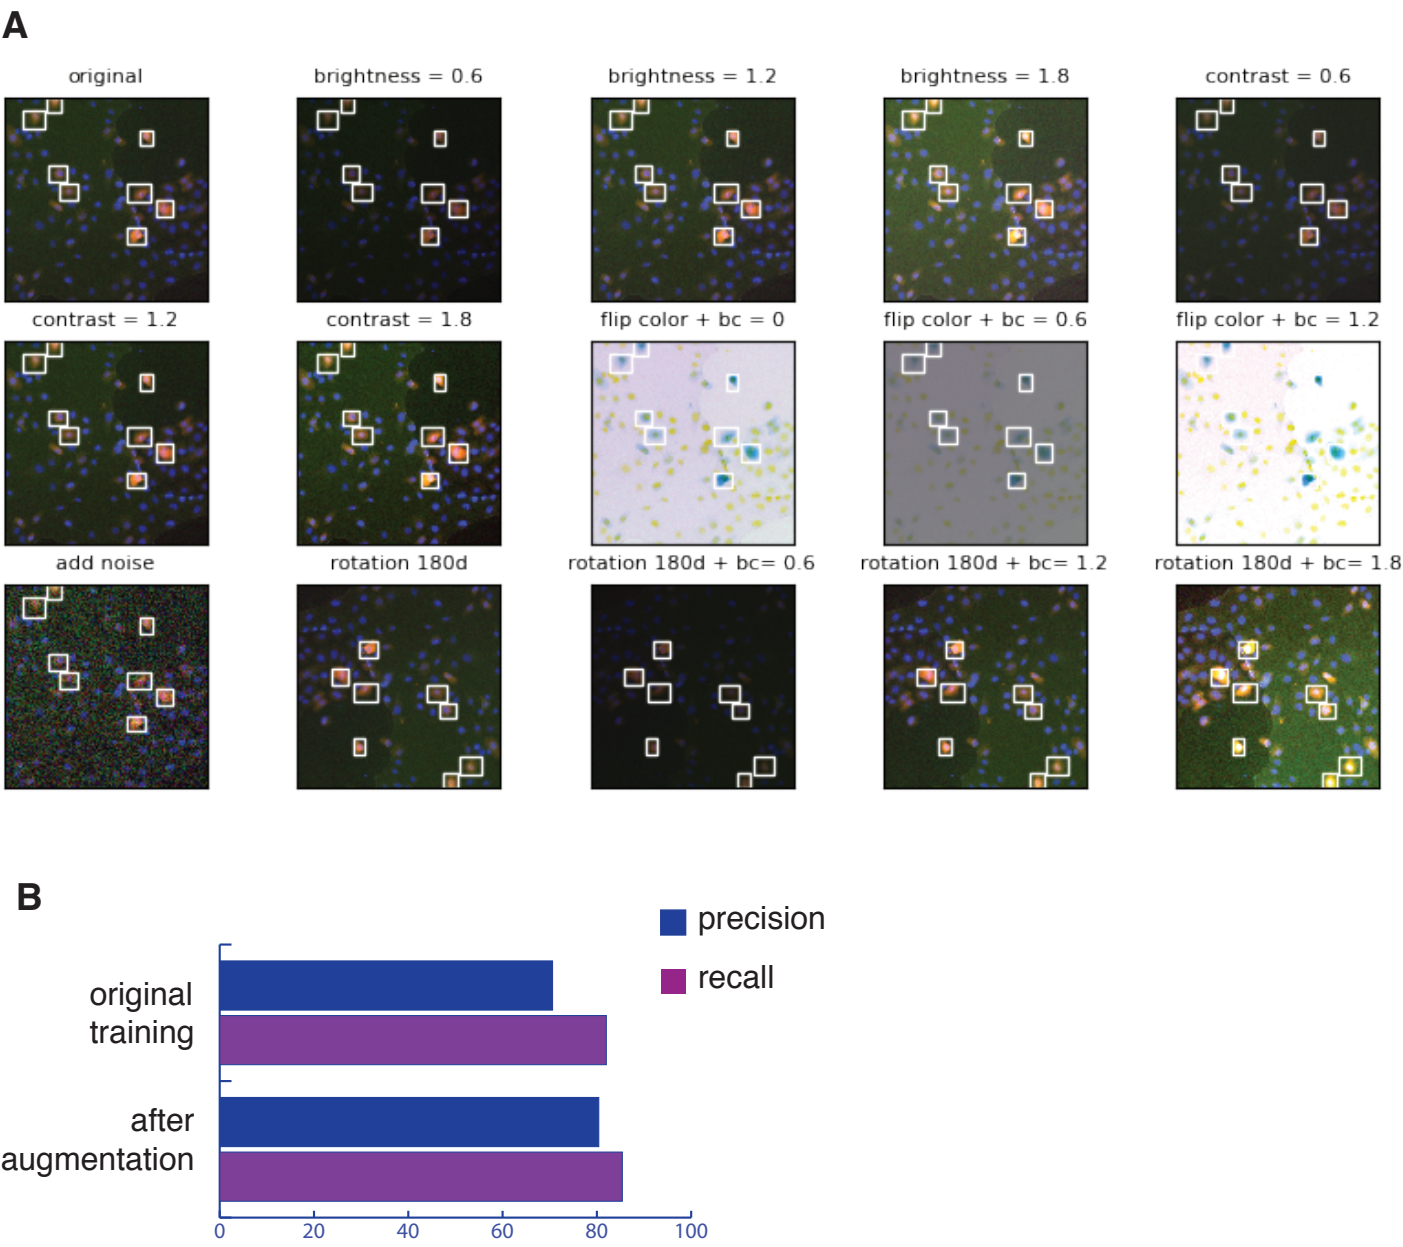 A
original
brightness = 0.6
brightness = 1.2
brightness = 1.8
contrast = 0.6
contrast = 1.2
contrast = 1.8
flip color + bc = 0
flip color + bc = 0.6
flip color + bc = 1.2
add noise
rotation 180d
rotation 180d + bc= 0.6
rotation 180d + bc= 1.2
rotation 180d + bc= 1.8
B
precision
recall
original
training
after
augmentation
0 20 40 60 80 100